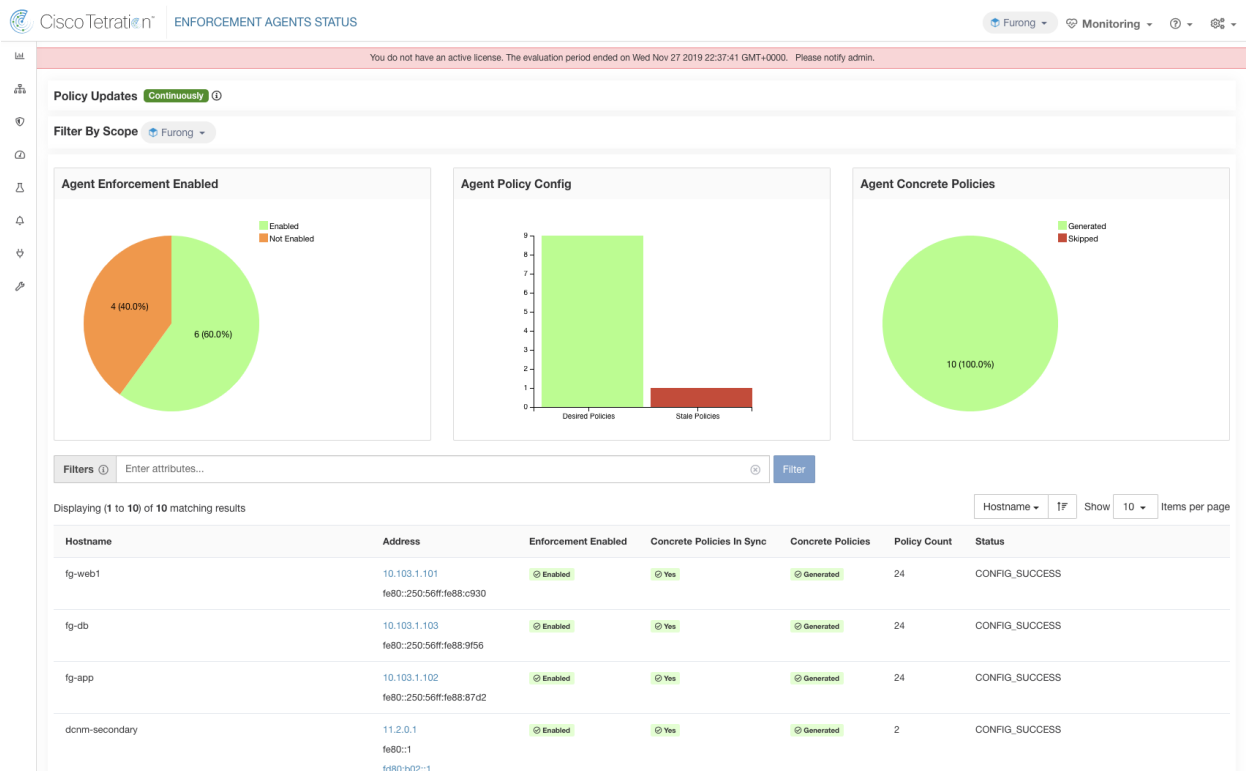 Cisco Tetration™ ENFORCEMENT AGENTS STATUS Furong Monitoring
You do not have an active license. The evaluation period ended on Wed Nov 27 2019 22:37:41 GMT+0000. Please notify admin.
Policy Updates Continuously
Filter By Scope Furong
Agent Enforcement Enabled
Enabled
Not Enabled
4 (40.0%)
6 (60.0%)
Agent Policy Config
9
8
7
6
5
4
3
2
1
0
Desired Policies Stale Policies
Agent Concrete Policies
Generated
Skipped
10 (100.0%)
Filters Enter attributes... Filter
Displaying (1 to 10) of 10 matching results Hostname Show 10 Items per page
Hostname Address Enforcement Enabled Concrete Policies In Sync Concrete Policies Policy Count Status
fg-web1 10.103.1.101 Enabled Yes Generated 24 CONFIG_SUCCESS
fe80::250:56ff:fe88:c930
fg-db 10.103.1.103 Enabled Yes Generated 24 CONFIG_SUCCESS
fe80::250:56ff:fe88:9f56
fg-app 10.103.1.102 Enabled Yes Generated 24 CONFIG_SUCCESS
fe80::250:56ff:fe88:87d2
dcnm-secondary 11.2.0.1 Enabled Yes Generated 2 CONFIG_SUCCESS
fe80::1
fd80:b02::1